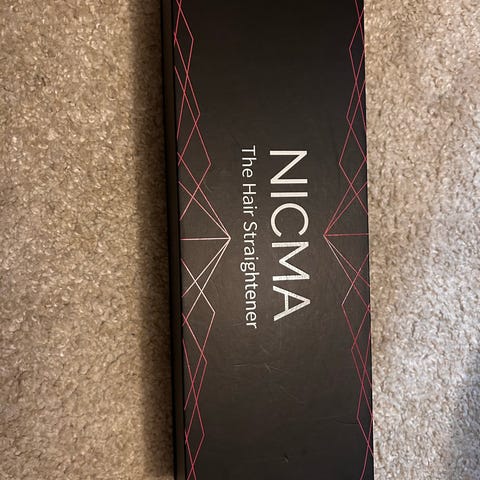 NICMA
The Hair Straightener